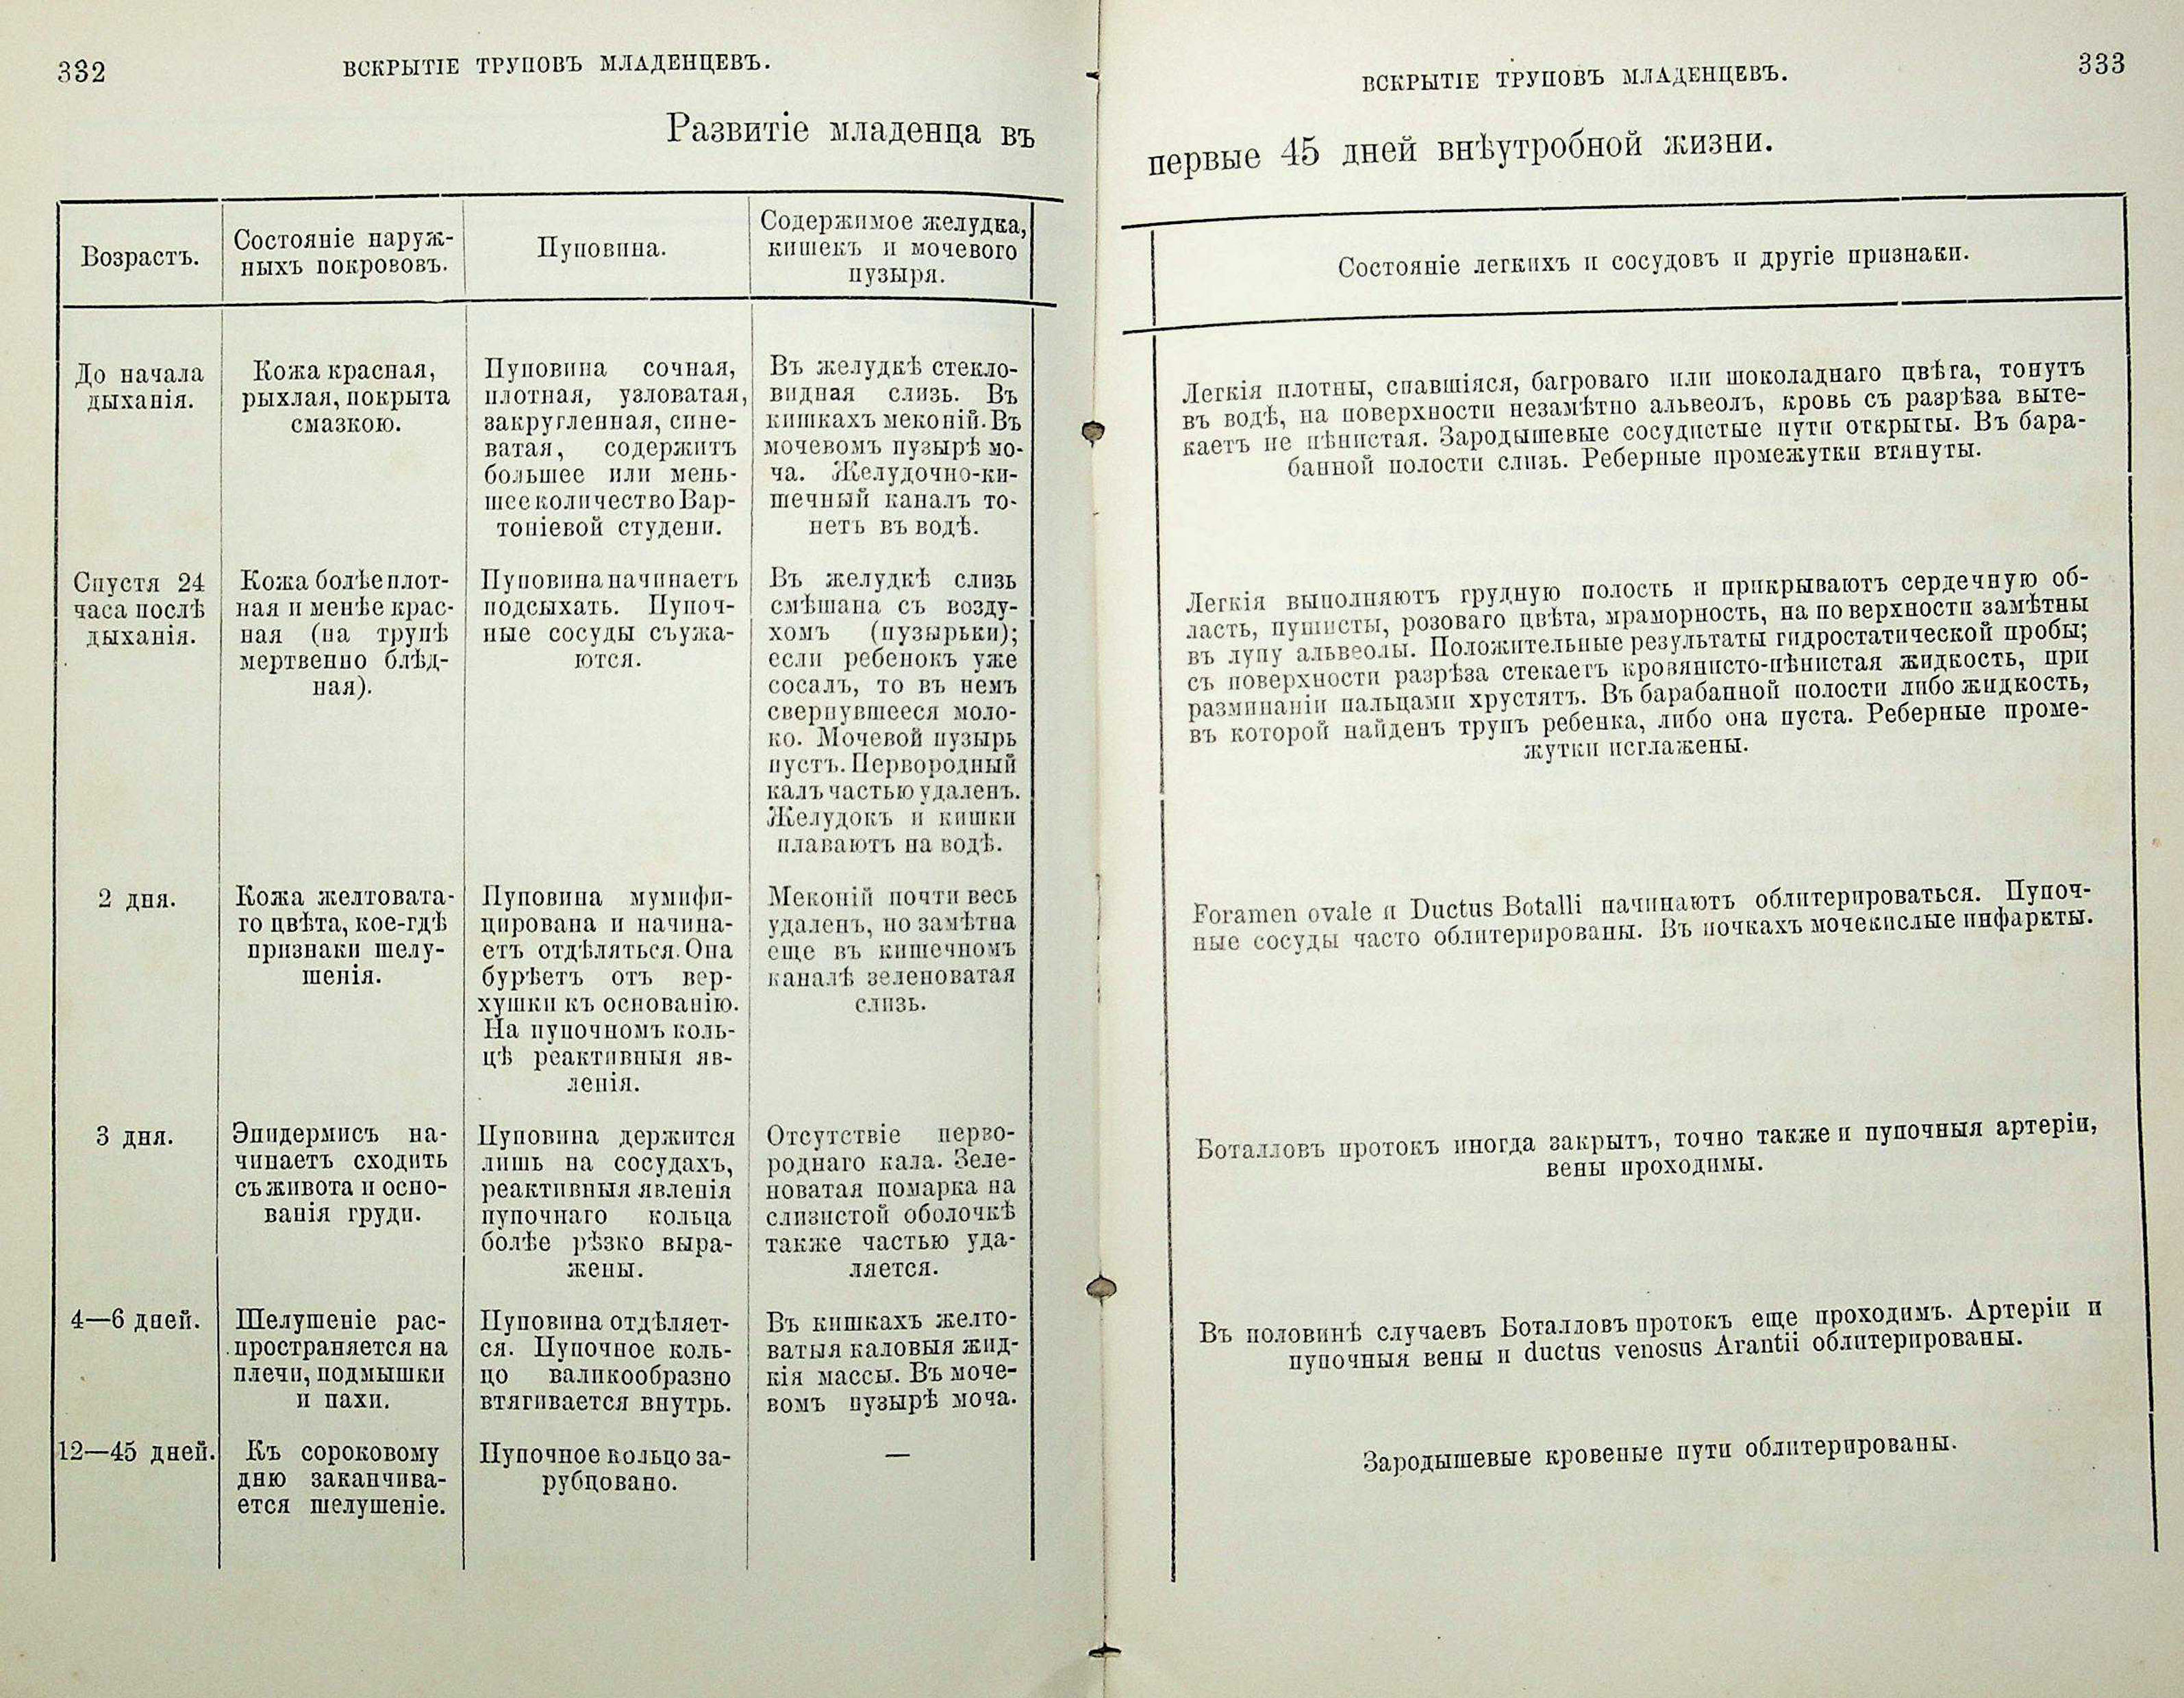 332
ВСКРЫТІЕ ТРУПОВЪ МЛАДЕНЦЕВЪ.
Развитіе младенца въ
Возрастъ.
Состояніе наруж-
ныхъ покрововъ.
Пуповина.
Содержимое желудка,
кишекъ и мочевого
пузыря.
До начала
дыханія.
Кожа красная,
рыхлая, покрыта
смазкою.
Пуповина сочная,
плотная, узловатая,
закругленная, сине-
ватая, содержитъ
большее или мень-
шее количество Вар-
тоніевой студени.
Въ желудкѣ стекло-
видная слизь. Въ
кишкахъ меконій. Въ
мочевомъ пузырѣ мо-
ча. Желудочно-ки-
шечный каналъ то-
нетъ въ водѣ.
Спустя 24
часа послѣ
дыханія.
Кожа болѣе плот-
ная и менѣе крас-
ная (на трупѣ
мертвенно блѣд-
ная).
Пуповина начинаетъ
подсыхать. Пупоч-
ные сосуды съужа-
ются.
Въ желудкѣ слизь
смѣшана съ возду-
хомъ (пузырьки);
если ребенокъ уже
сосалъ, то въ немъ
свернувшееся моло-
ко. Мочевой пузырь
пустъ. Первородный
калъ частью удаленъ.
Желудокъ и кишки
плаваютъ на водѣ.
2 дня.
Кожа желтовата-
го цвѣта, кое-гдѣ
признаки шелу-
шенія.
Пуповина мумифи-
цирована и начина-
етъ отдѣляться. Она
бурѣетъ отъ вер-
хушки къ основанію.
На пупочномъ коль-
цѣ реактивныя яв-
ленія.
Меконій почти весь
удаленъ, но замѣтна
еще въ кишечномъ
каналѣ зеленоватая
слизь.
3 дня.
Эпидермисъ на-
чинаетъ сходить
съ живота и осно-
ванія груди.
Пуповина держится
лишь на сосудахъ,
реактивныя явленія
пупочнаго кольца
болѣе рѣзко выра-
жены.
Отсутствіе перво-
роднаго кала. Зеле-
новатая помарка на
слизистой оболочкѣ
также частью уда-
ляется.
4—6 дней.
Шелушеніе рас-
пространяется на
плечи, подмышки
и пахи.
Пуповина отдѣляет-
ся. Пупочное коль-
цо валикообразно
втягивается внутрь.
Въ кишкахъ желто-
ватыя каловыя жид-
кія массы. Въ моче-
вомъ пузырѣ моча.
12—45 дней.
Къ сороковому
дню заканчива-
ется шелушеніе.
Пупочное кольцо за-
рубцовано.
—
ВСКРЫТІЕ ТРУПОВЪ МЛАДЕНЦЕВЪ.
333
первые 45 дней внѣутробной жизни.
Состояніе легкихъ и сосудовъ и другіе признаки.
Легкія плотны, спавшіяся, багроваго или шоколаднаго цвѣта, тонутъ
въ водѣ, на поверхности незамѣтно альвеолъ, кровь съ разрѣза выте-
каетъ не пѣнистая. Зародышевые сосудистые пути открыты. Въ бара-
банной полости слизь. Реберные промежутки втянуты.
Легкія выполняютъ грудную полость и прикрываютъ сердечную об-
ласть, пушисты, розоваго цвѣта, мраморность, на по верхности замѣтны
въ лупу альвеолы. Положительные результаты гидростатической пробы;
съ поверхности разрѣза стекаетъ кровянисто-пѣнистая жидкость, при
разминаніи пальцами хрустятъ. Въ барабанной полости либо жидкость,
въ которой найденъ трупъ ребенка, либо она пуста. Реберные проме-
жутки исглажены.
Foramen ovale и Ductus Botalli начинаютъ облитерироваться. Пупоч-
ные сосуды часто облитерированы. Въ почкахъ мочекислые инфаркты.
Боталловъ протокъ иногда закрытъ, точно также и пупочныя артеріи,
вены проходимы.
Въ половинѣ случаевъ Боталловъ протокъ еще проходимъ. Артеріи и
пупочныя вены и ductus venosus Arantii облитерированы.
Зародышевые кровеные пути облитерированы.